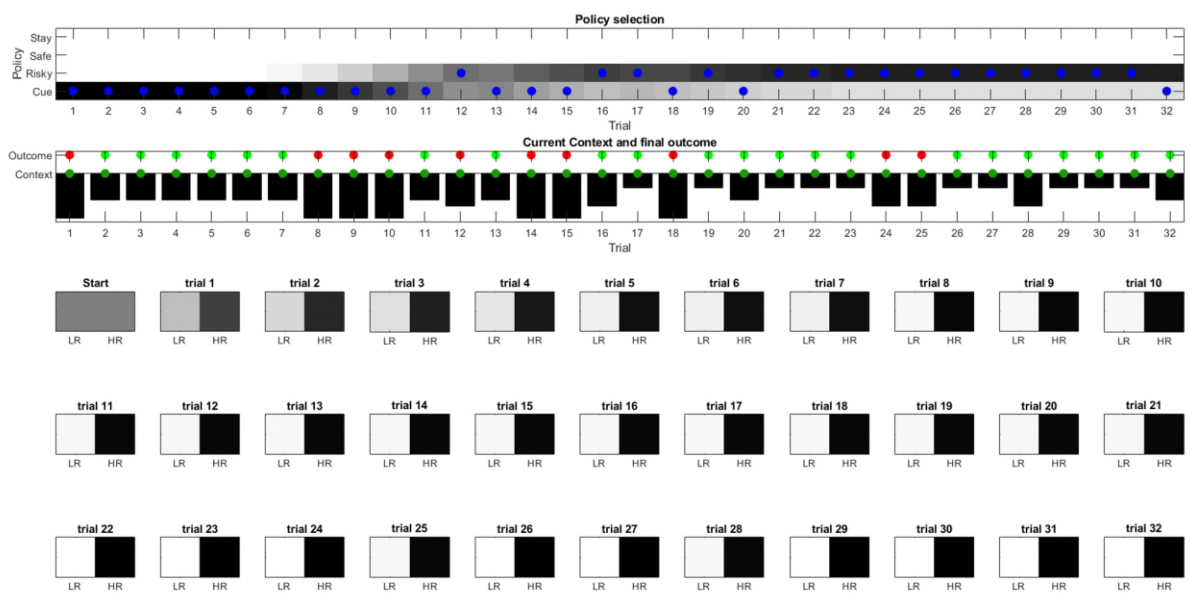 Policy selection
Policy
Stay
Safe
Risky
Cue
1 2 3 4 5 6 7 8 9 10 11 12 13 14 15 16 17 18 19 20 21 22 23 24 25 26 27 28 29 30 31 32
Trial
Current Context and final outcome
Outcome
Context
1 2 3 4 5 6 7 8 9 10 11 12 13 14 15 16 17 18 19 20 21 22 23 24 25 26 27 28 29 30 31 32
Trial
Start trial 1 trial 2 trial 3 trial 4 trial 5 trial 6 trial 7 trial 8 trial 9 trial 10
LR HR LR HR LR HR LR HR LR HR LR HR LR HR LR HR LR HR LR HR LR HR
trial 11 trial 12 trial 13 trial 14 trial 15 trial 16 trial 17 trial 18 trial 19 trial 20 trial 21
LR HR LR HR LR HR LR HR LR HR LR HR LR HR LR HR LR HR LR HR LR HR
trial 22 trial 23 trial 24 trial 25 trial 26 trial 27 trial 28 trial 29 trial 30 trial 31 trial 32
LR HR LR HR LR HR LR HR LR HR LR HR LR HR LR HR LR HR LR HR LR HR